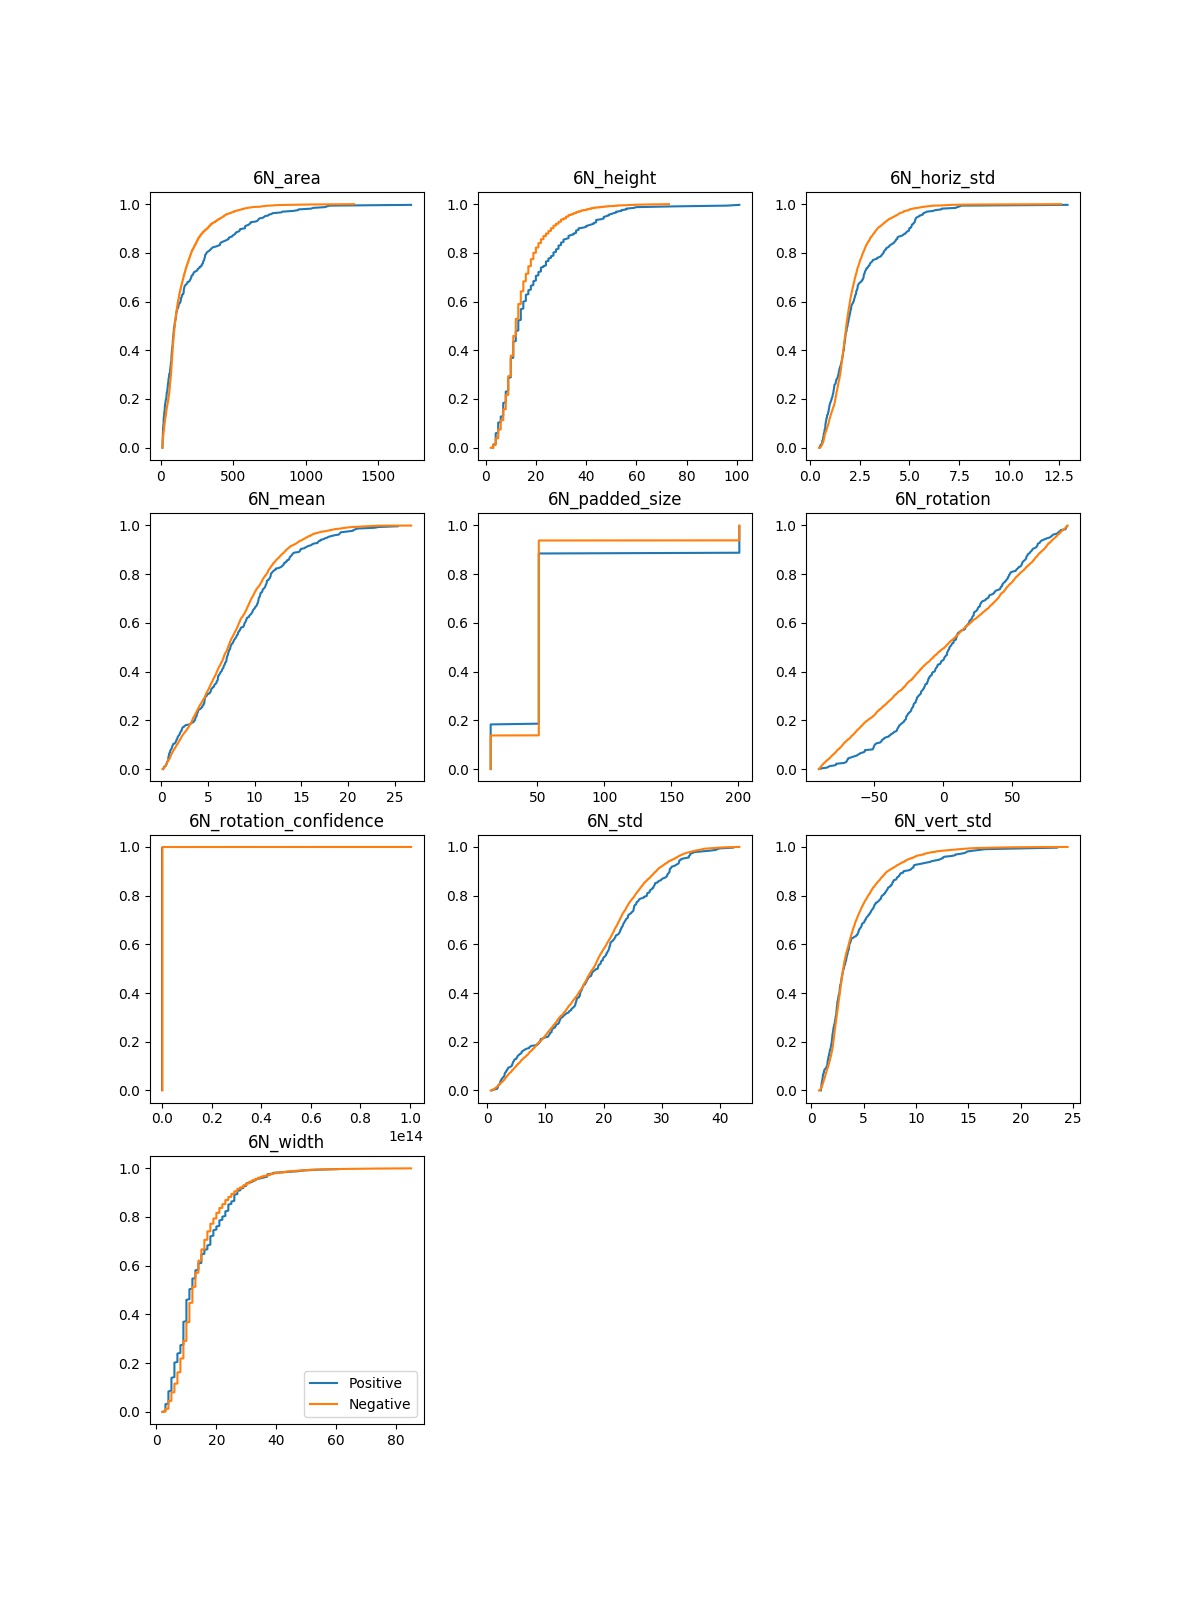 6N_area
6N_height
6N_horiz_std
1.0 0.8 0.6 0.4 0.2 0.0
0 500 1000 1500
1.0 0.8 0.6 0.4 0.2 0.0
0 20 40 60 80 100
1.0 0.8 0.6 0.4 0.2 0.0
0.0 2.5 5.0 7.5 10.0 12.5
6N_mean
6N_padded_size
6N_rotation
1.0 0.8 0.6 0.4 0.2 0.0
0 5 10 15 20 25
1.0 0.8 0.6 0.4 0.2 0.0
50 100 150 200
1.0 0.8 0.6 0.4 0.2 0.0
−50 0 50
6N_rotation_confidence
6N_std
6N_vert_std
1.0 0.8 0.6 0.4 0.2 0.0
0.0 0.2 0.4 0.6 0.8 1.0
1e14
1.0 0.8 0.6 0.4 0.2 0.0
0 10 20 30 40
1.0 0.8 0.6 0.4 0.2 0.0
0 5 10 15 20 25
6N_width
1.0 0.8 0.6 0.4 0.2 0.0
0 20 40 60 80
Positive
Negative